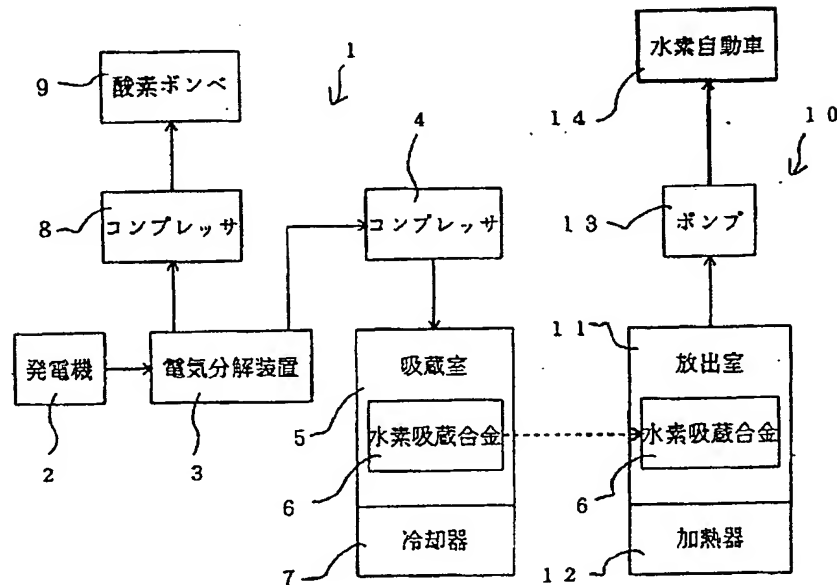 1
9
酸素ボンベ
水素自動車
14
10
4
8
コンプレッサ
コンプレッサ
13
ポンプ
11
発電機
電気分解装置
吸蔵室
放出室
2
3
5
水素吸蔵合金
水素吸蔵合金
6
6
冷却器
加熱器
7
12